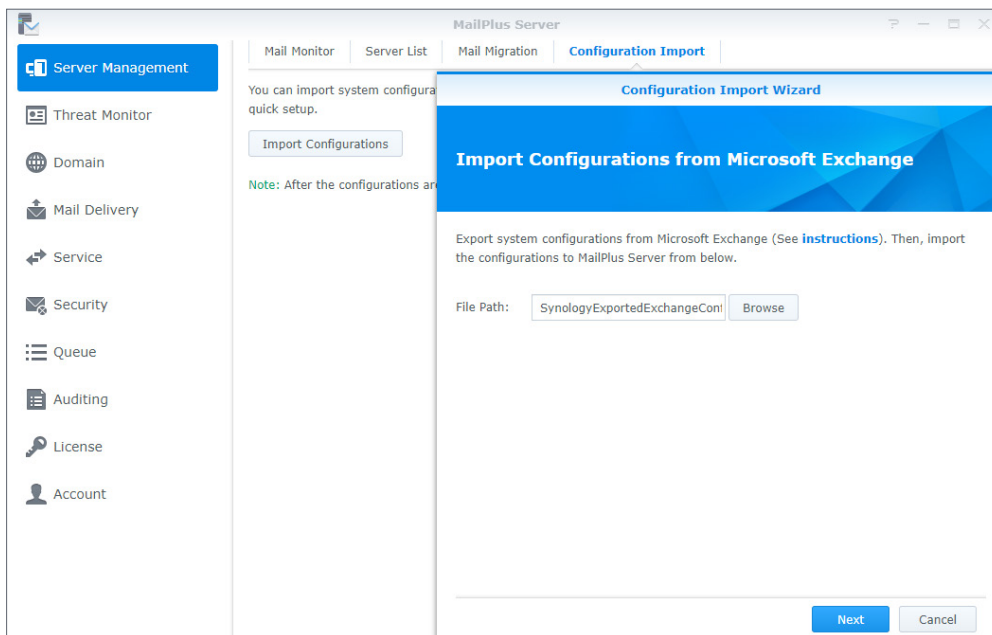 MailPlus Server
Server Management
Threat Monitor
Domain
Mail Delivery
Service
Security
Queue
Auditing
License
Account
Mail Monitor
Server List
Mail Migration
Configuration Import
You can import system configura
quick setup.
Import Configurations
Note: After the configurations are
Configuration Import Wizard
Import Configurations from Microsoft Exchange
Export system configurations from Microsoft Exchange (See instructions). Then, import
the configurations to MailPlus Server from below.
File Path: SynologyExportedExchangeConf Browse
Next Cancel